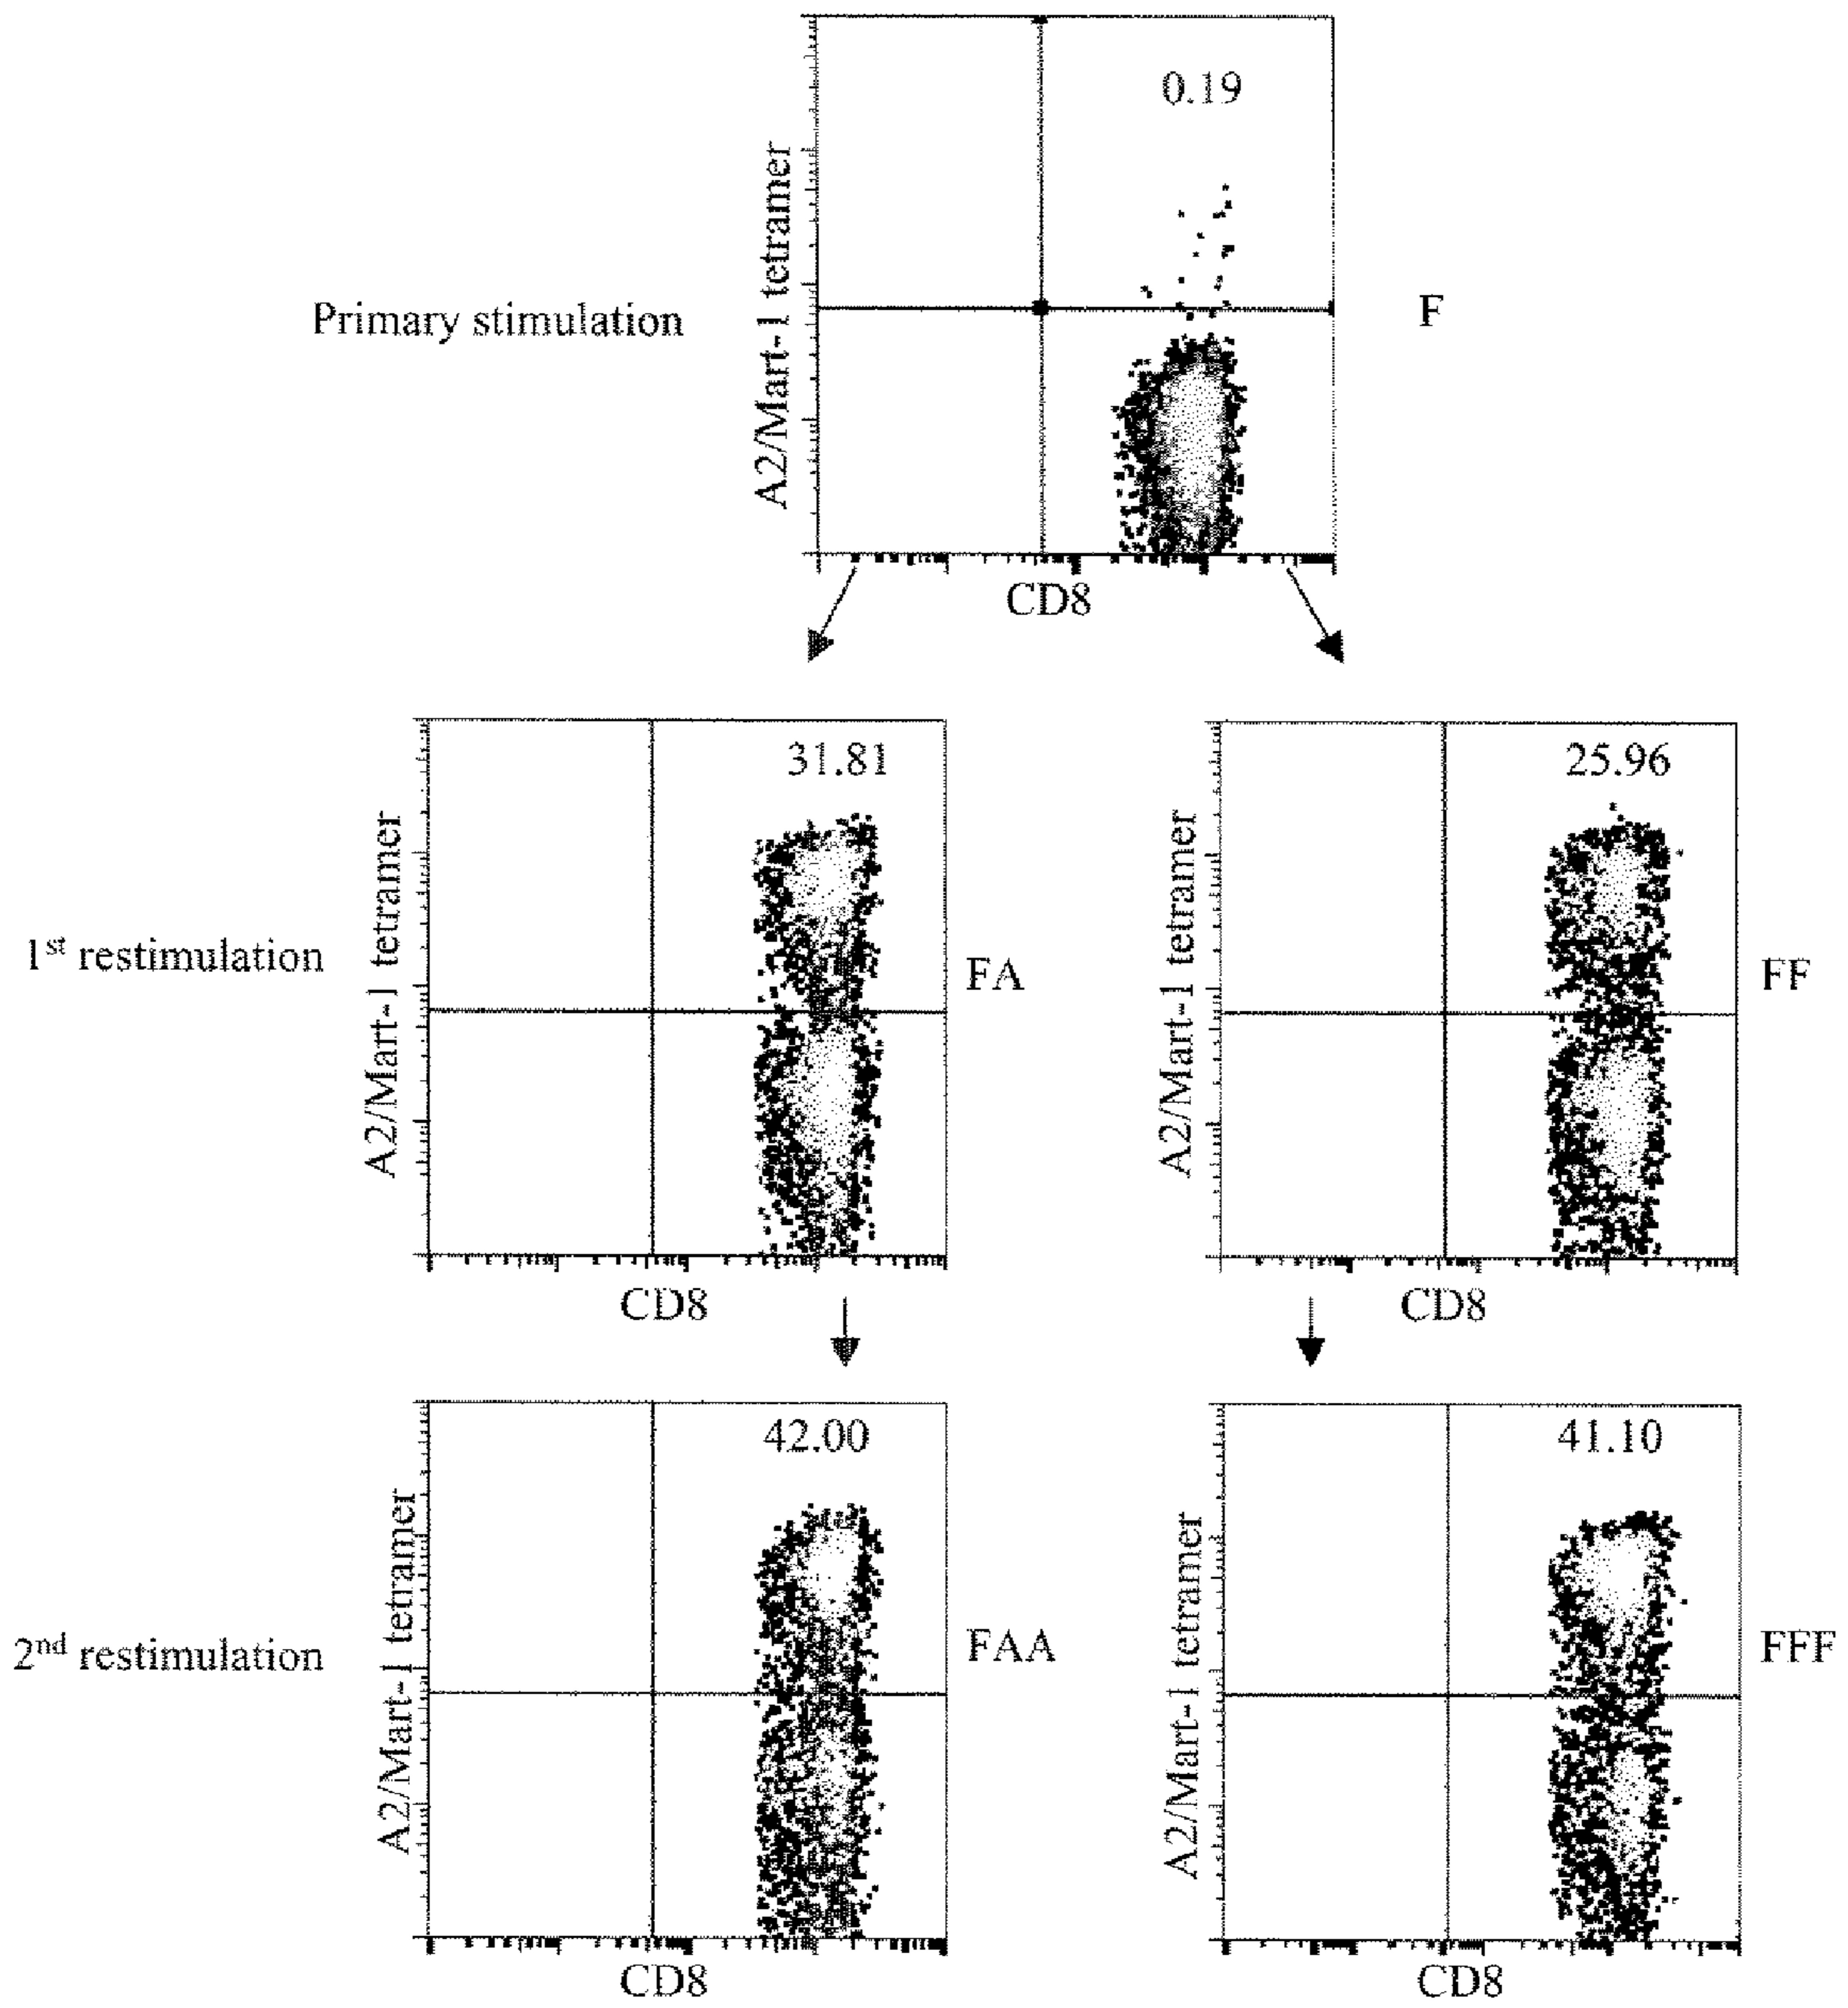 0.19
A2/Mart-1 tetramer
Primary stimulation
F
CD8
31.81
25.96
A2/Mart-1 tetramer
A2/Mart-1 tetramer
1st restimulation
FA
FF
CD8
CD8
42.00
41.10
A2/Mart-1 tetramer
A2/Mart-1 tetramer
2nd restimulation
FAA
FFF
CD8
CD8